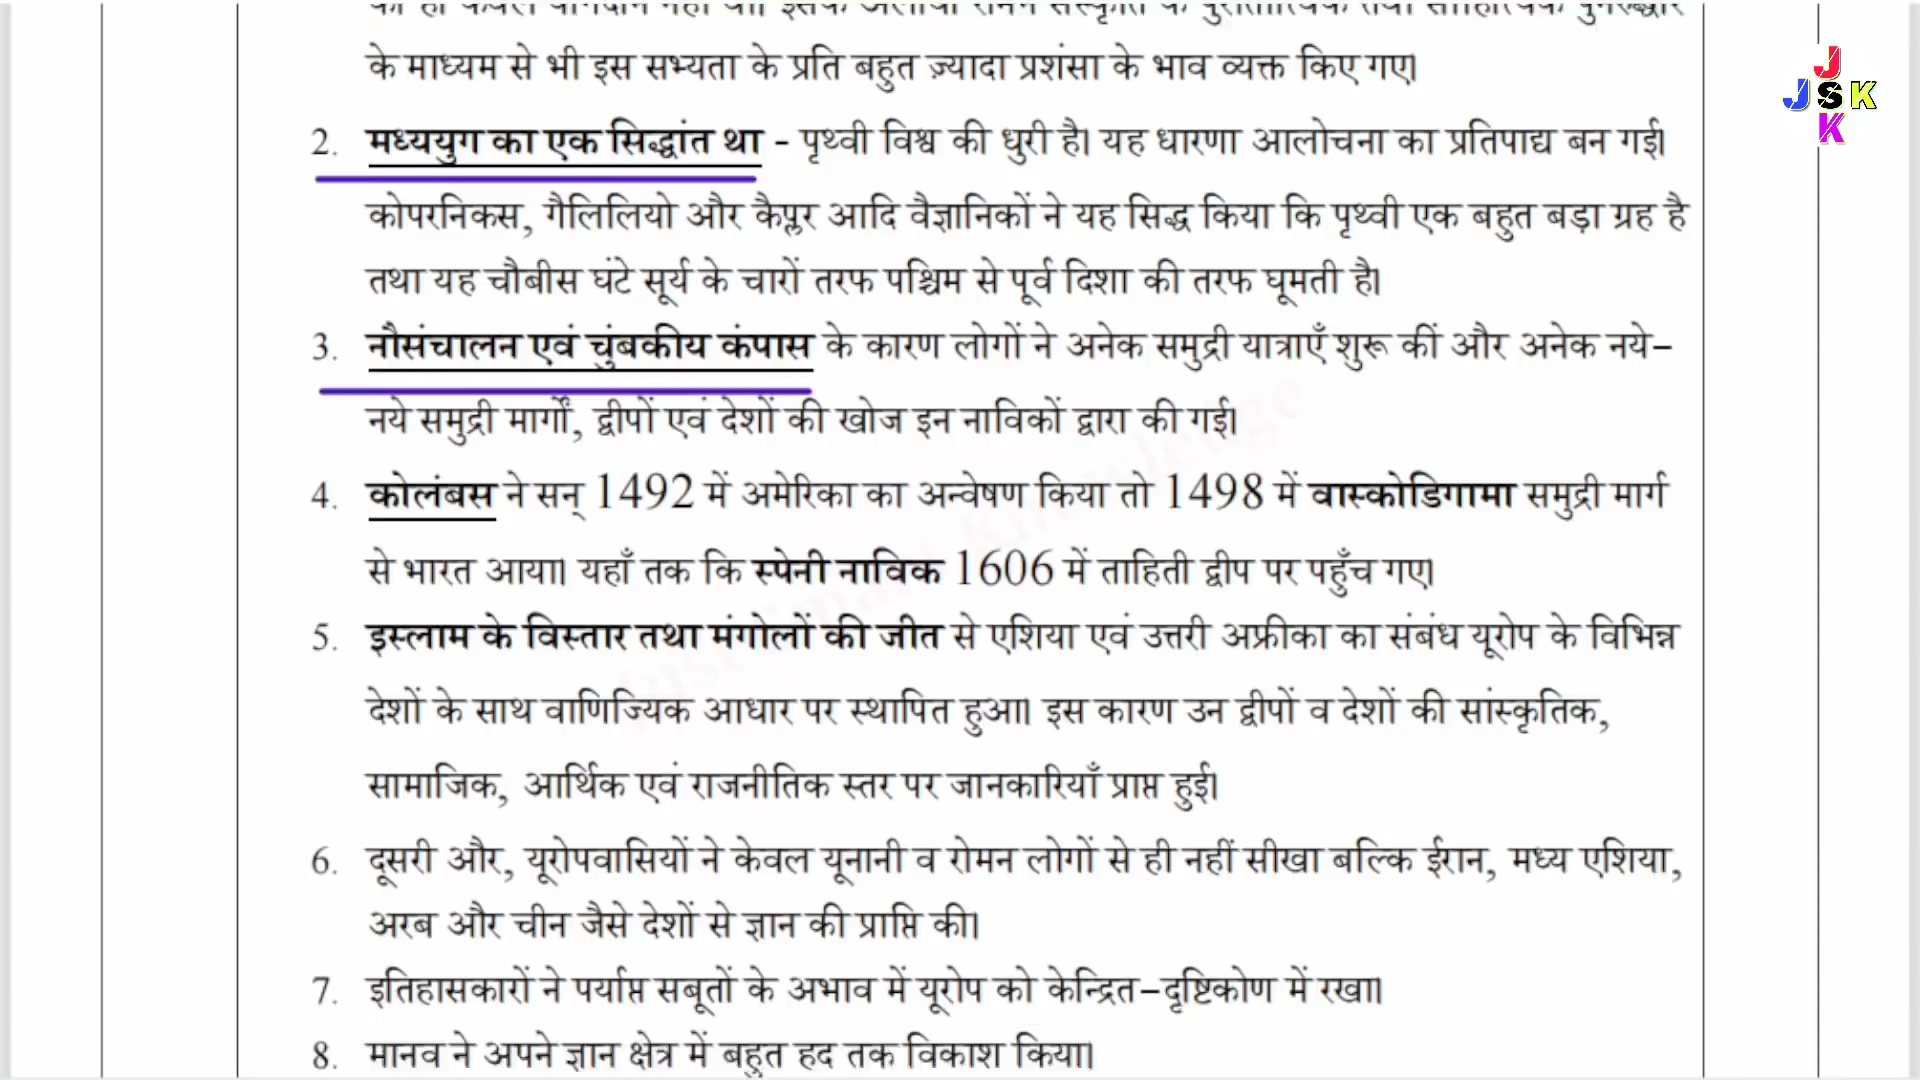 के माध्यम से भी इस सभ्यता के प्रति बहुत ज़्यादा प्रशंसा के भाव व्यक्त किए गए।
2. मध्ययुग का एक सिद्धांत था - पृथ्वी विश्व की धुरी है। यह धारणा आलोचना का प्रतिपाद्य बन गई।
कोपरनिकस, गैलिलियो और कैप्लर आदि वैज्ञानिकों ने यह सिद्ध किया कि पृथ्वी एक बहुत बड़ा ग्रह है
तथा यह चौबीस घंटे सूर्य के चारों तरफ पश्चिम से पूर्व दिशा की तरफ घूमती है।
3. नौसंचालन एवं चुंबकीय कंपास के कारण लोगों ने अनेक समुद्री यात्राएँ शुरू कीं और अनेक नये–
नये समुद्री मार्गों, द्वीपों एवं देशों की खोज इन नाविकों द्वारा की गई।
4. कोलंबस ने सन् 1492 में अमेरिका का अन्वेषण किया तो 1498 में वास्कोडिगामा समुद्री मार्ग
से भारत आया। यहाँ तक कि स्पेनी नाविक 1606 में ताहिती द्वीप पर पहुँच गए।
5. इस्लाम के विस्तार तथा मंगोलों की जीत से एशिया एवं उत्तरी अफ्रीका का संबंध यूरोप के विभिन्न
देशों के साथ वाणिज्यिक आधार पर स्थापित हुआ। इस कारण उन द्वीपों व देशों की सांस्कृतिक,
सामाजिक, आर्थिक एवं राजनीतिक स्तर पर जानकारियाँ प्राप्त हुई।
6. दूसरी और, यूरोपवासियों ने केवल यूनानी व रोमन लोगों से ही नहीं सीखा बल्कि ईरान, मध्य एशिया,
अरब और चीन जैसे देशों से ज्ञान की प्राप्ति की।
7. इतिहासकारों ने पर्याप्त सबूतों के अभाव में यूरोप को केन्द्रित–दृष्टिकोण में रखा।
8. मानव ने अपने ज्ञान क्षेत्र में बहुत हद तक विकाश किया।
J
J S K
K